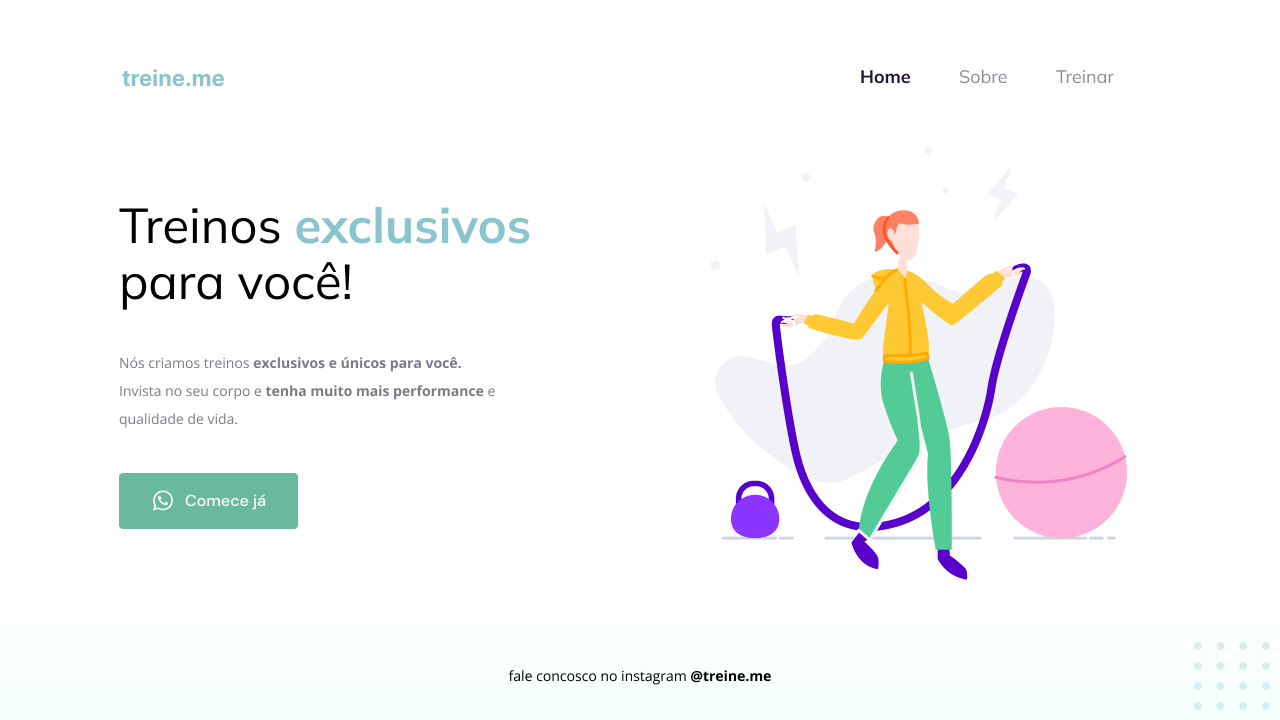 treine.me
Home Sobre Treinar
Treinos exclusivos
para você!
Nós criamos treinos exclusivos e únicos para você.
Invista no seu corpo e tenha muito mais performance e
qualidade de vida.
Comece já
fale concosco no instagram @treine.me